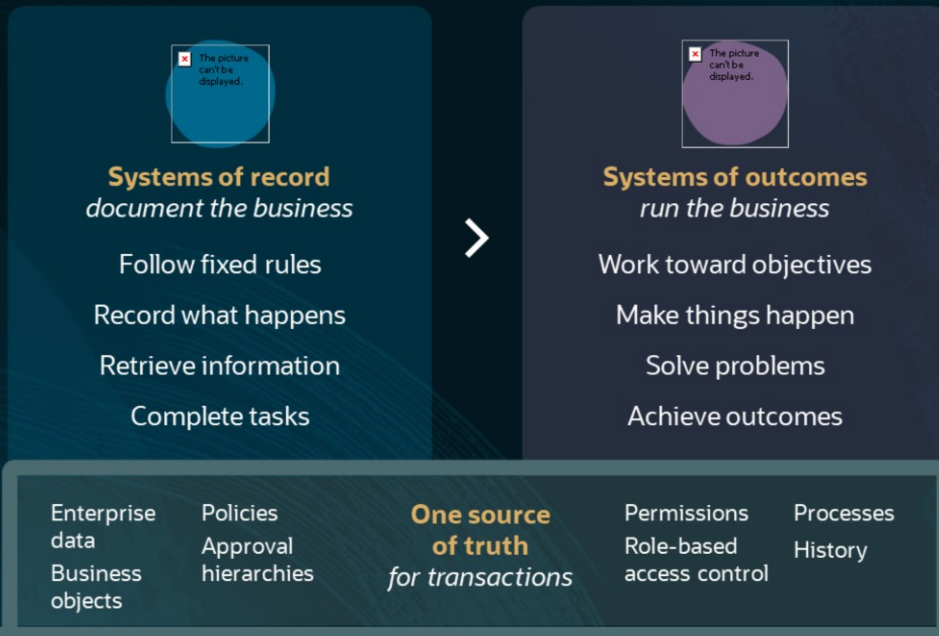 The picture
can't be
displayed.
Systems of record
document the business
Follow fixed rules
Record what happens
Retrieve information
Complete tasks
The picture
can't be
displayed.
Systems of outcomes
run the business
Work toward objectives
Make things happen
Solve problems
Achieve outcomes
Enterprise
data
Business
objects
Policies
Approval
hierarchies
One source
of truth
for transactions
Permissions
Role-based
access control
Processes
History